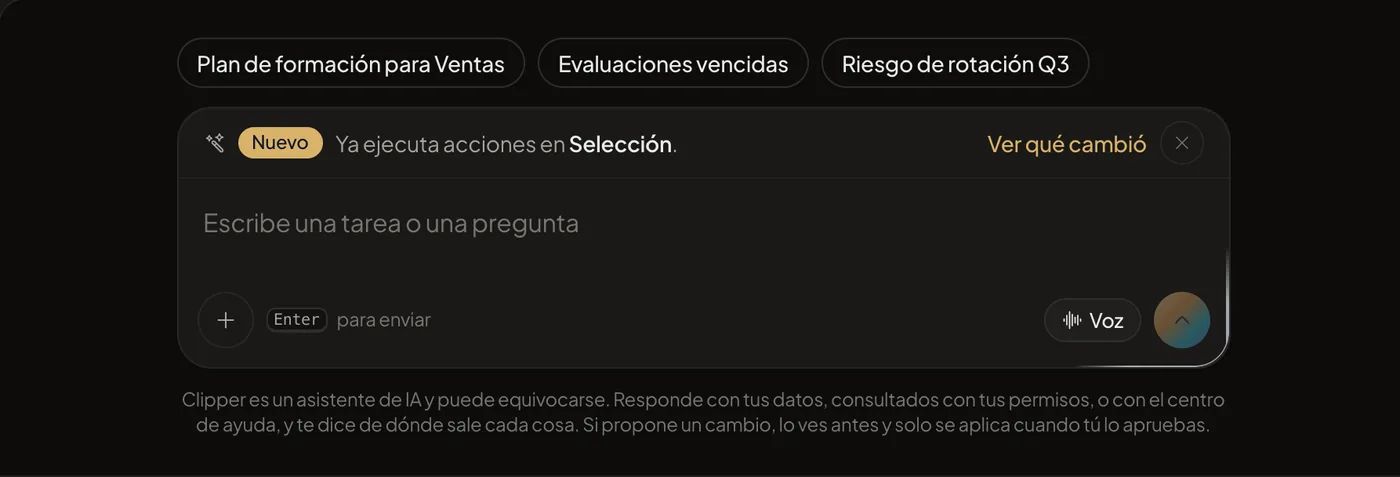 Plan de formación para Ventas
Evaluaciones vencidas
Riesgo de rotación Q3
Nuevo
Ya ejecuta acciones en Selección.
Ver qué cambió
Escribe una tarea o una pregunta
Enter para enviar
Voz
Clipper es un asistente de IA y puede equivocarse. Responde con tus datos, consultados con tus permisos, o con el centro
de ayuda, y te dice de dónde sale cada cosa. Si propone un cambio, lo ves antes y solo se aplica cuando tú lo apruebas.